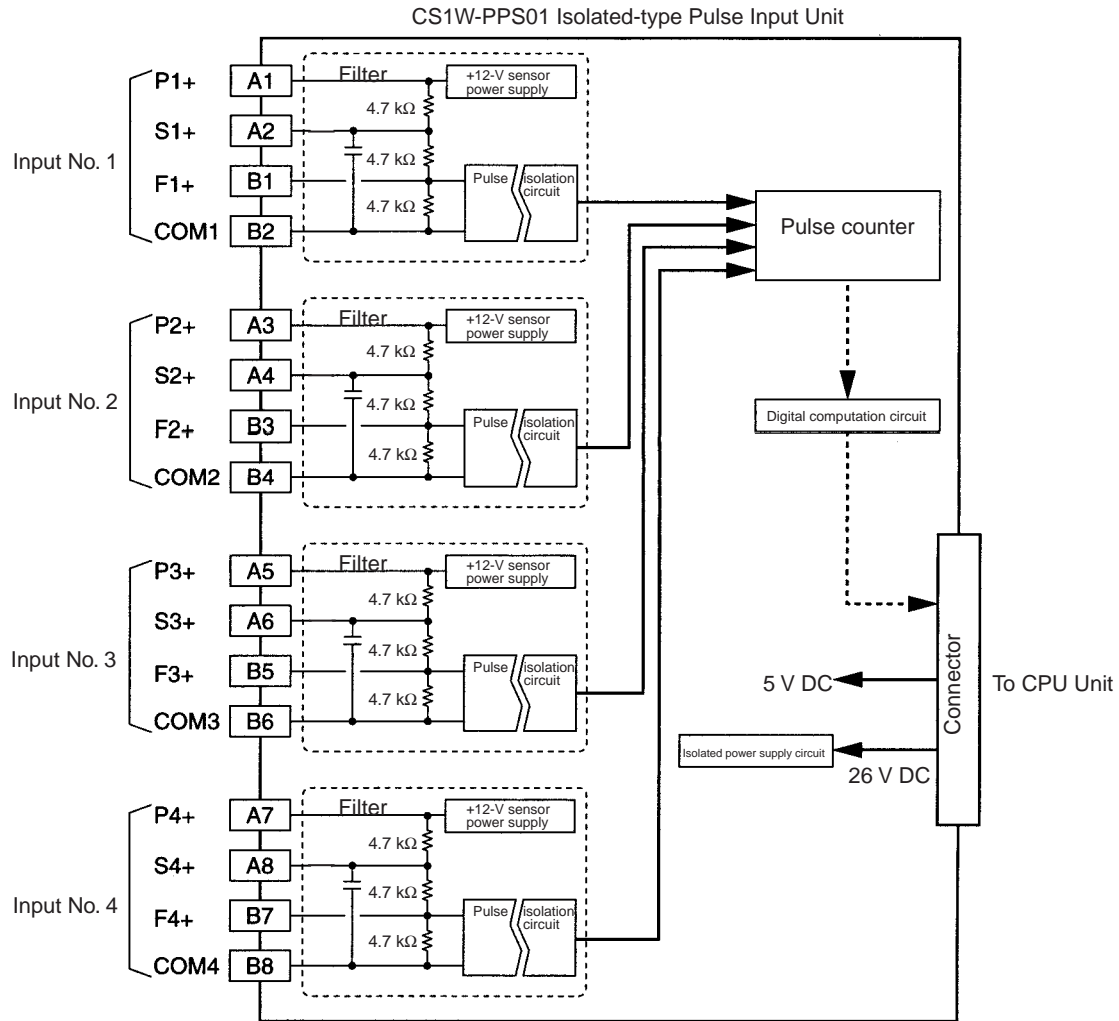 CS1W-PPS01 Isolated-type Pulse Input Unit
Input No. 1
P1+ A1
S1+ A2
F1+ B1
COM1 B2
Filter
+12-V sensor
power supply
4.7 kΩ
4.7 kΩ
4.7 kΩ
Pulse
isolation
circuit
Pulse counter
Input No. 2
P2+ A3
S2+ A4
F2+ B3
COM2 B4
Filter
+12-V sensor
power supply
4.7 kΩ
4.7 kΩ
4.7 kΩ
Pulse
isolation
circuit
Digital computation circuit
Input No. 3
P3+ A5
S3+ A6
F3+ B5
COM3 B6
Filter
+12-V sensor
power supply
4.7 kΩ
4.7 kΩ
4.7 kΩ
Pulse
isolation
circuit
Connector
To CPU Unit
5 V DC
Isolated power supply circuit
26 V DC
Input No. 4
P4+ A7
S4+ A8
F4+ B7
COM4 B8
Filter
+12-V sensor
power supply
4.7 kΩ
4.7 kΩ
4.7 kΩ
Pulse
isolation
circuit